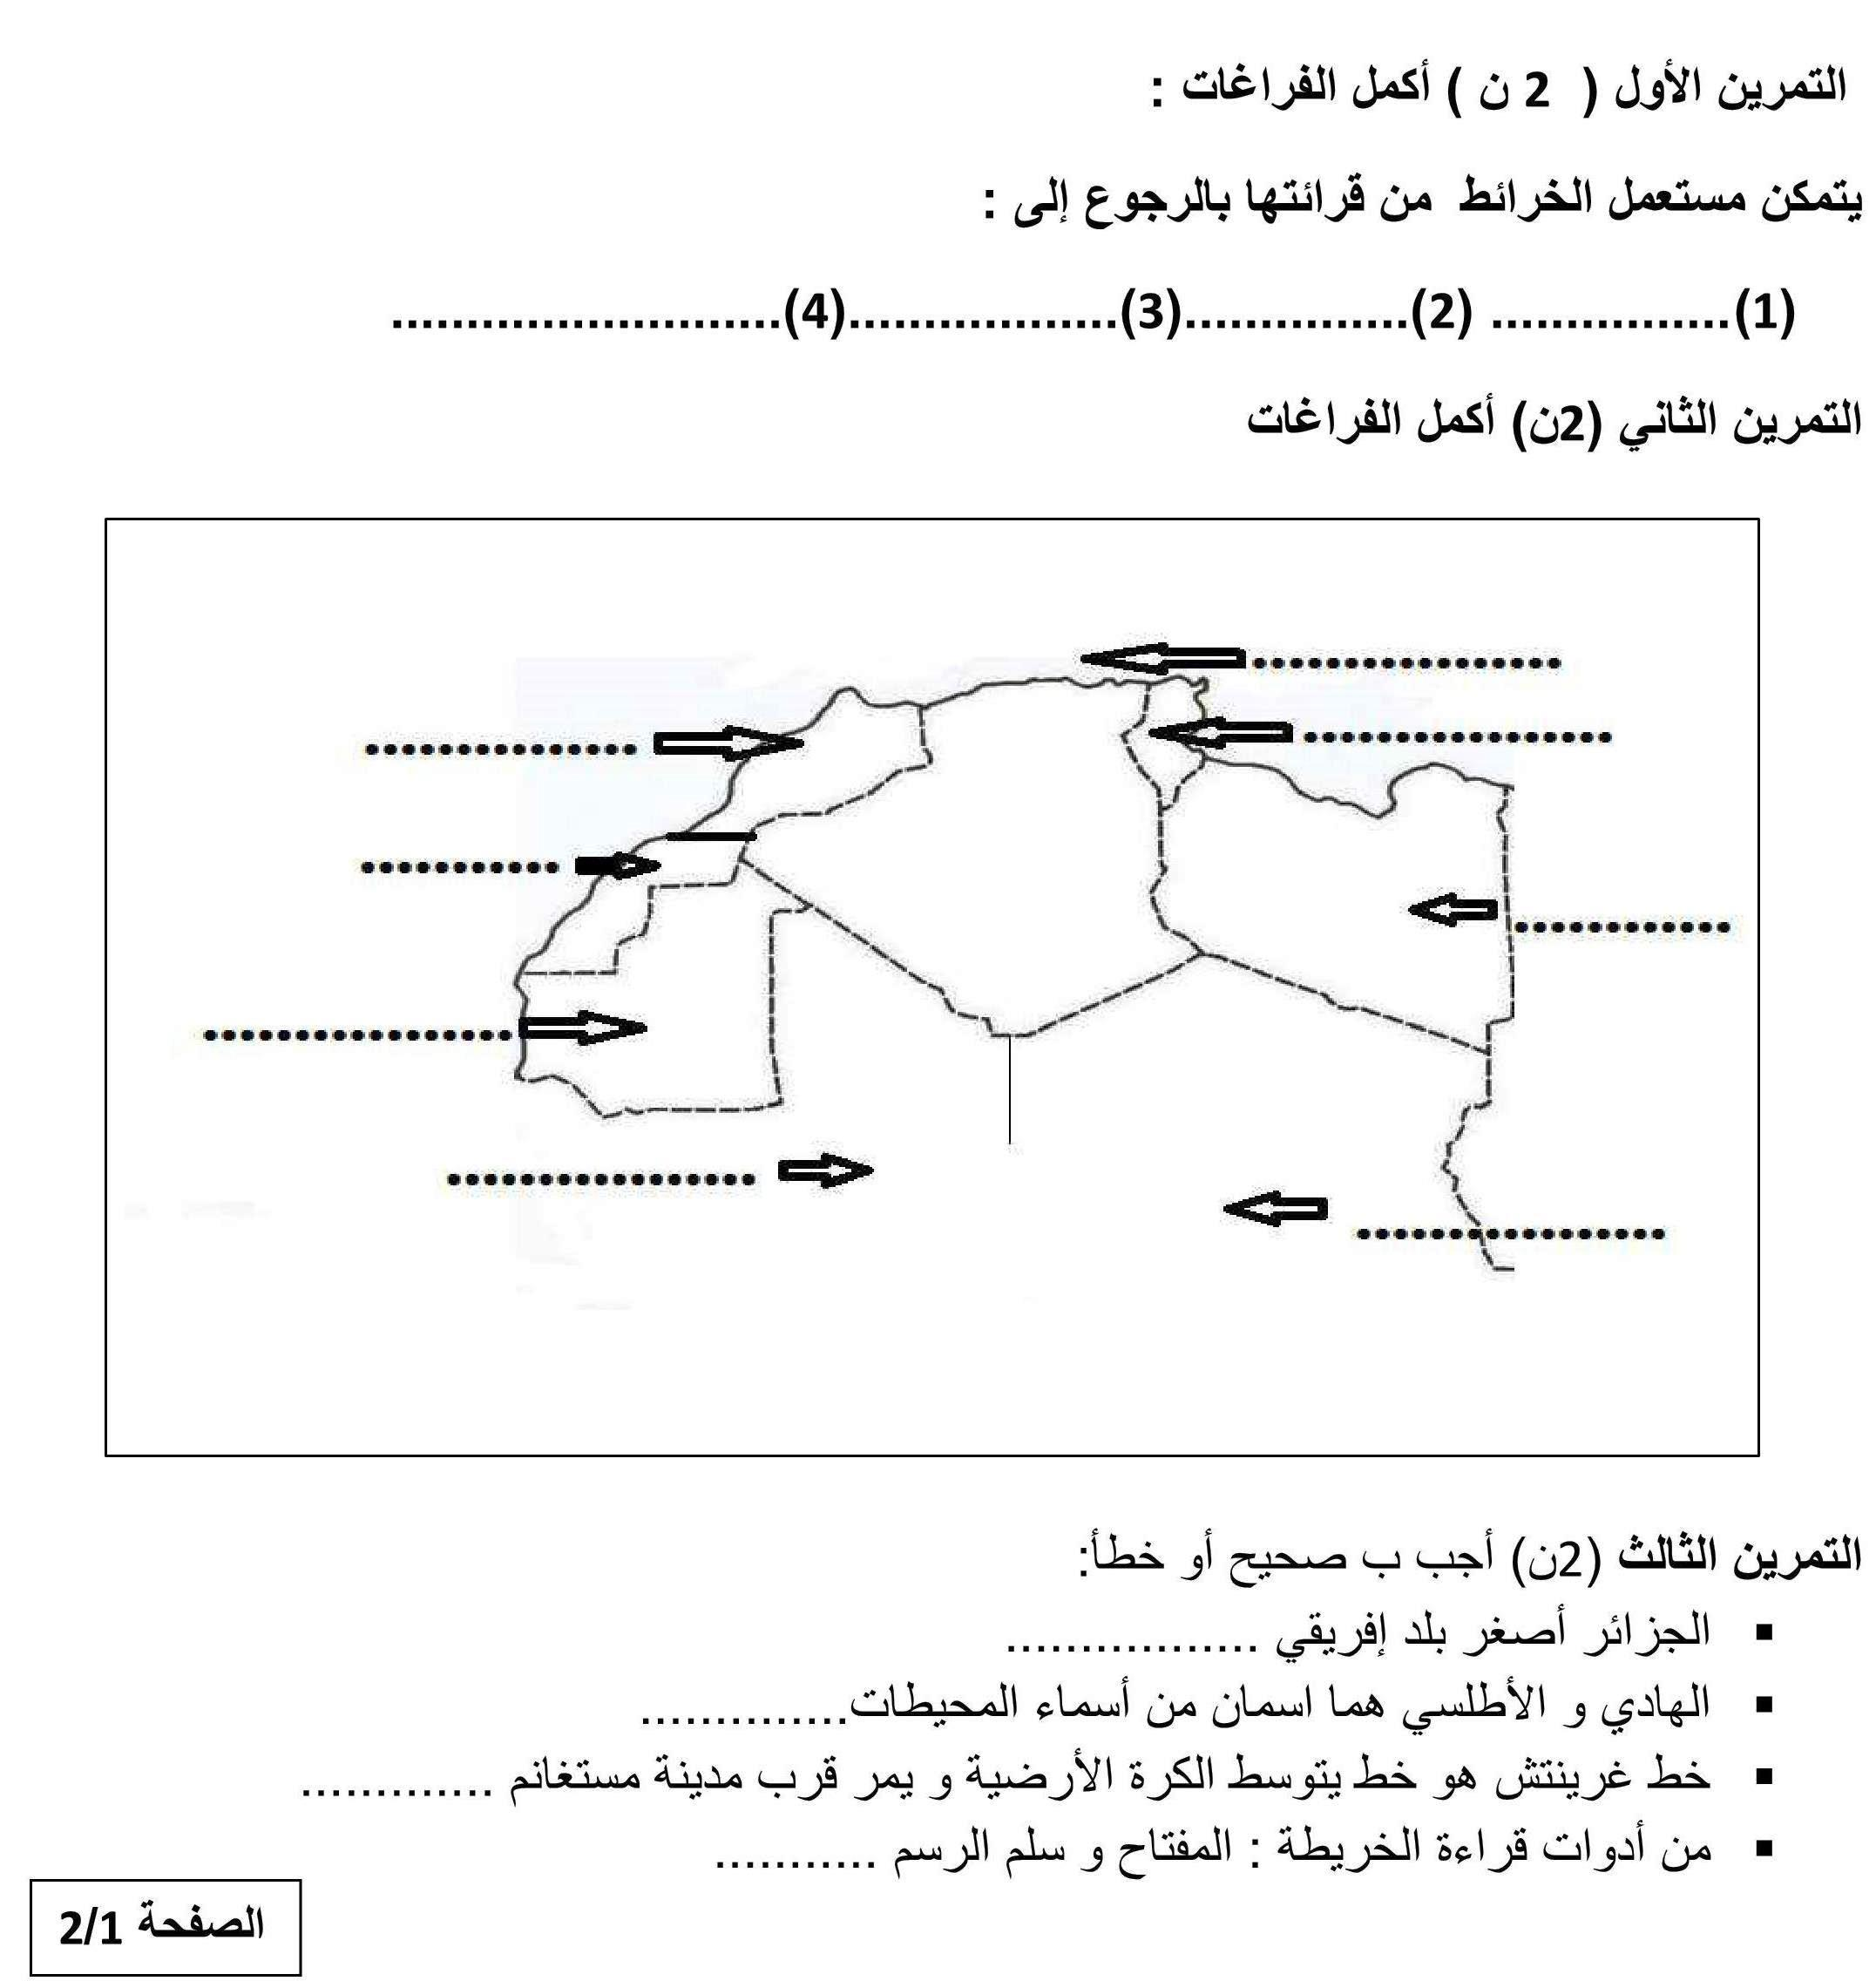 التمرين الأول ( 2 ن ) أكمل الفراغات :
يتمكن مستعمل الخرائط من قرائتها بالرجوع إلى :
(1)................ (2)...............(3)..................(4)..........................
التمرين الثاني (2ن) أكمل الفراغات
.................
.................
...............
...........
............
.................
.................
.................
التمرين الثالث (2ن) أجب ب صحيح أو خطأ:
▪ الجزائر أصغر بلد إفريقي .................
▪ الهادي و الأطلسي هما اسمان من أسماء المحيطات..............
▪ خط غرينتش هو خط يتوسط الكرة الأرضية و يمر قرب مدينة مستغانم .............
▪ من أدوات قراءة الخريطة : المفتاح و سلم الرسم ...........
الصفحة 2/1